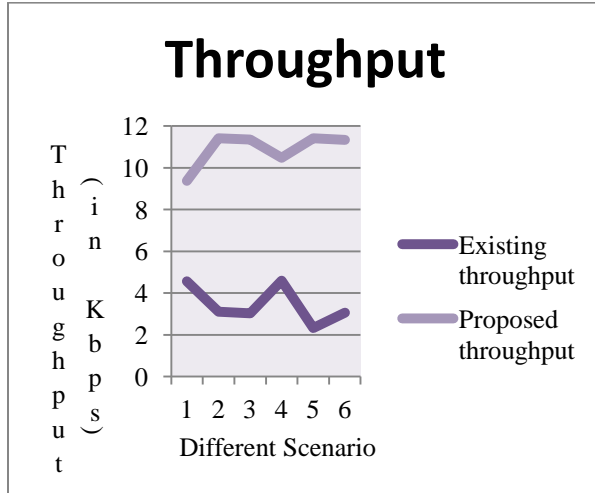 Throughput
Throughput
(in Kbps)
12
10
8
6
4
2
0
1 2 3 4 5 6
Different Scenario
Existing
throughput
Proposed
throughput